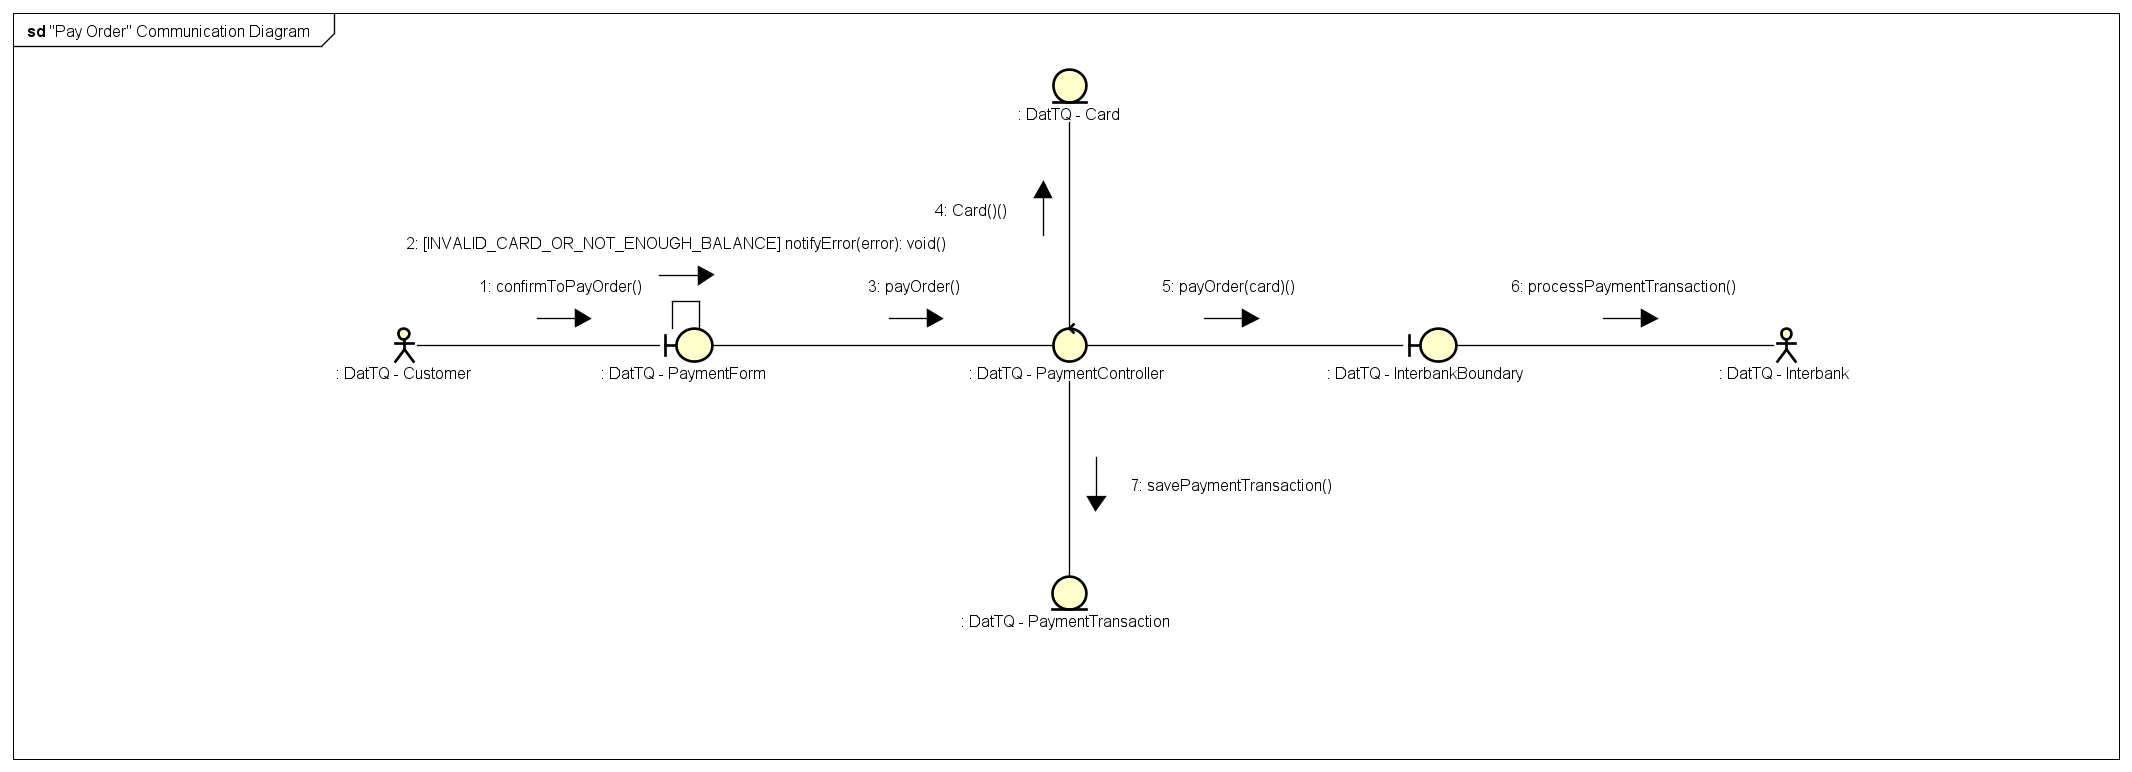 sd "Pay Order" Communication Diagram
: DatTQ - Card
4: Card()()
2: [INVALID_CARD_OR_NOT_ENOUGH_BALANCE] notifyError(error): void()
1: confirmToPayOrder()
3: payOrder()
5: payOrder(card)()
6: processPaymentTransaction()
: DatTQ - Customer
: DatTQ - PaymentForm
: DatTQ - PaymentController
: DatTQ - InterbankBoundary
: DatTQ - Interbank
7: savePaymentTransaction()
: DatTQ - PaymentTransaction